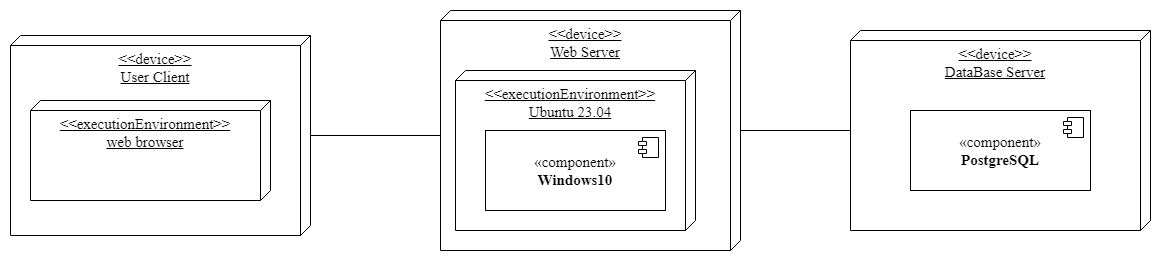 <<device>>
User Client
<<executionEnvironment>>
web browser
<<device>>
Web Server
<<executionEnvironment>>
Ubuntu 23.04
«component»
Windows10
<<device>>
DataBase Server
«component»
PostgreSQL